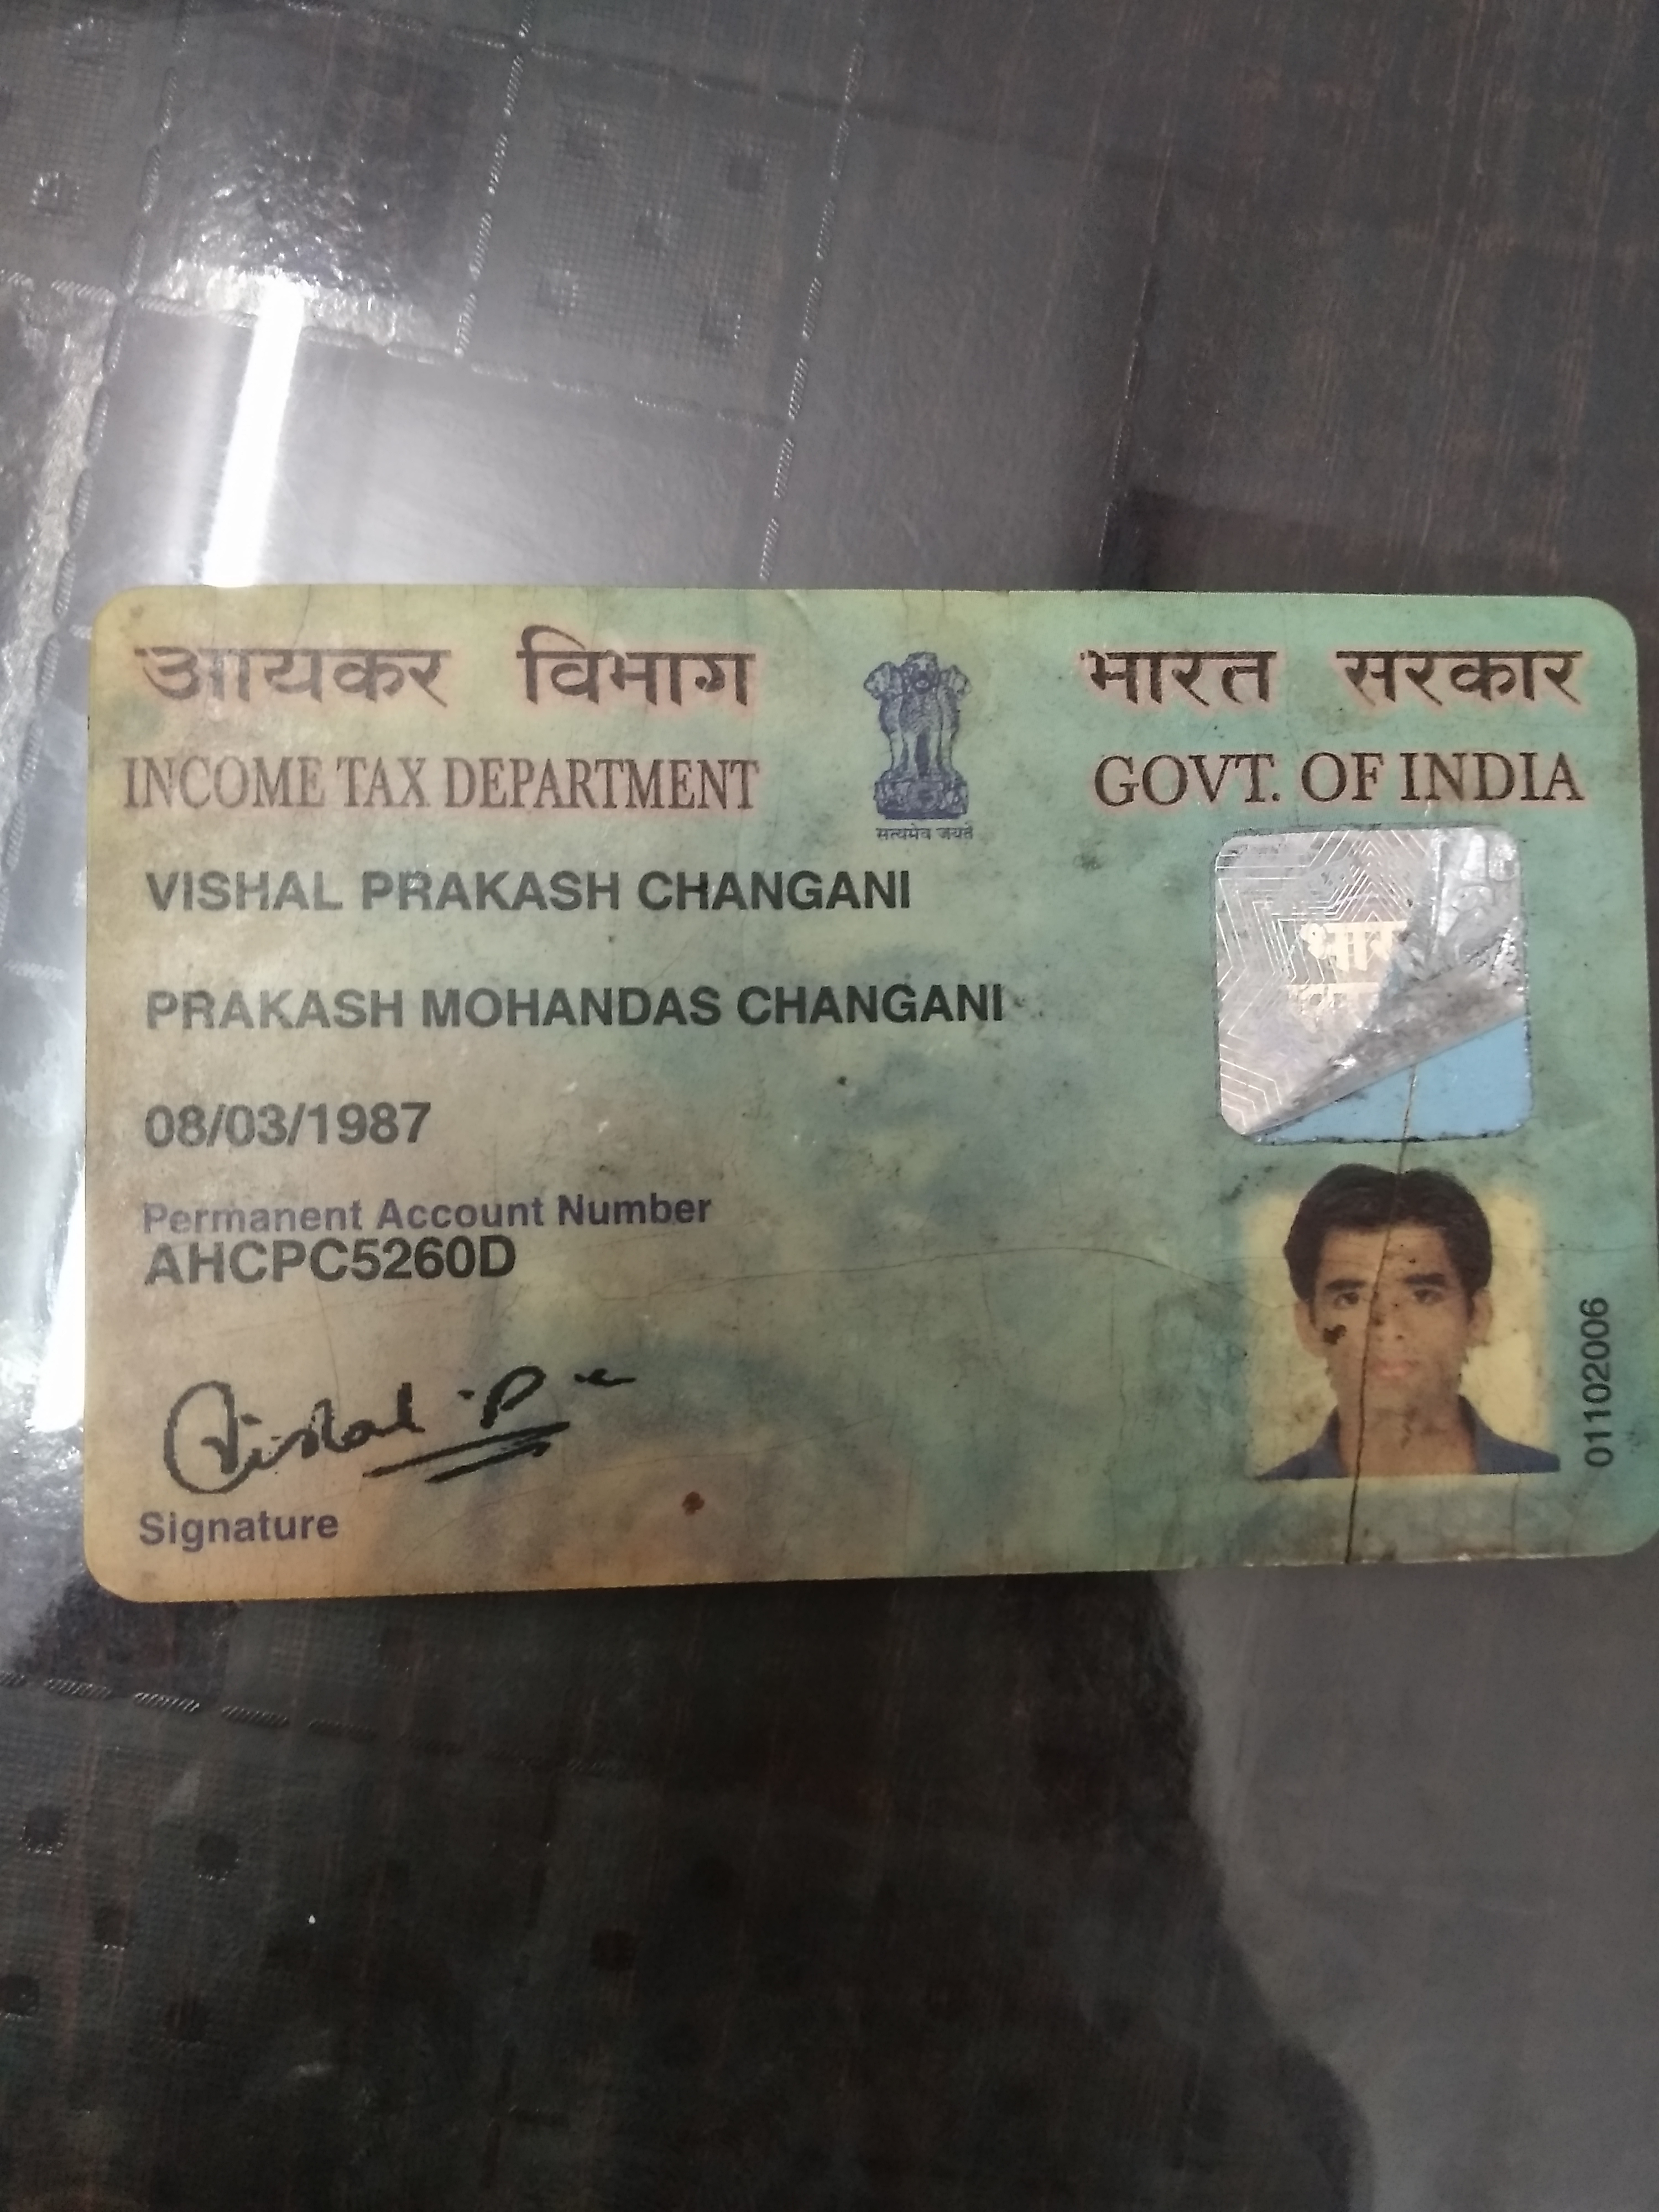 आयकर विभाग भारत सरकार
INCOME TAX DEPARTMENT GOVT. OF INDIA
सत्यमेव जयते
VISHAL PRAKASH CHANGANI
PRAKASH MOHANDAS CHANGANI
08/03/1987
Permanent Account Number
AHCPC5260D
Vishal P
Signature
01102006